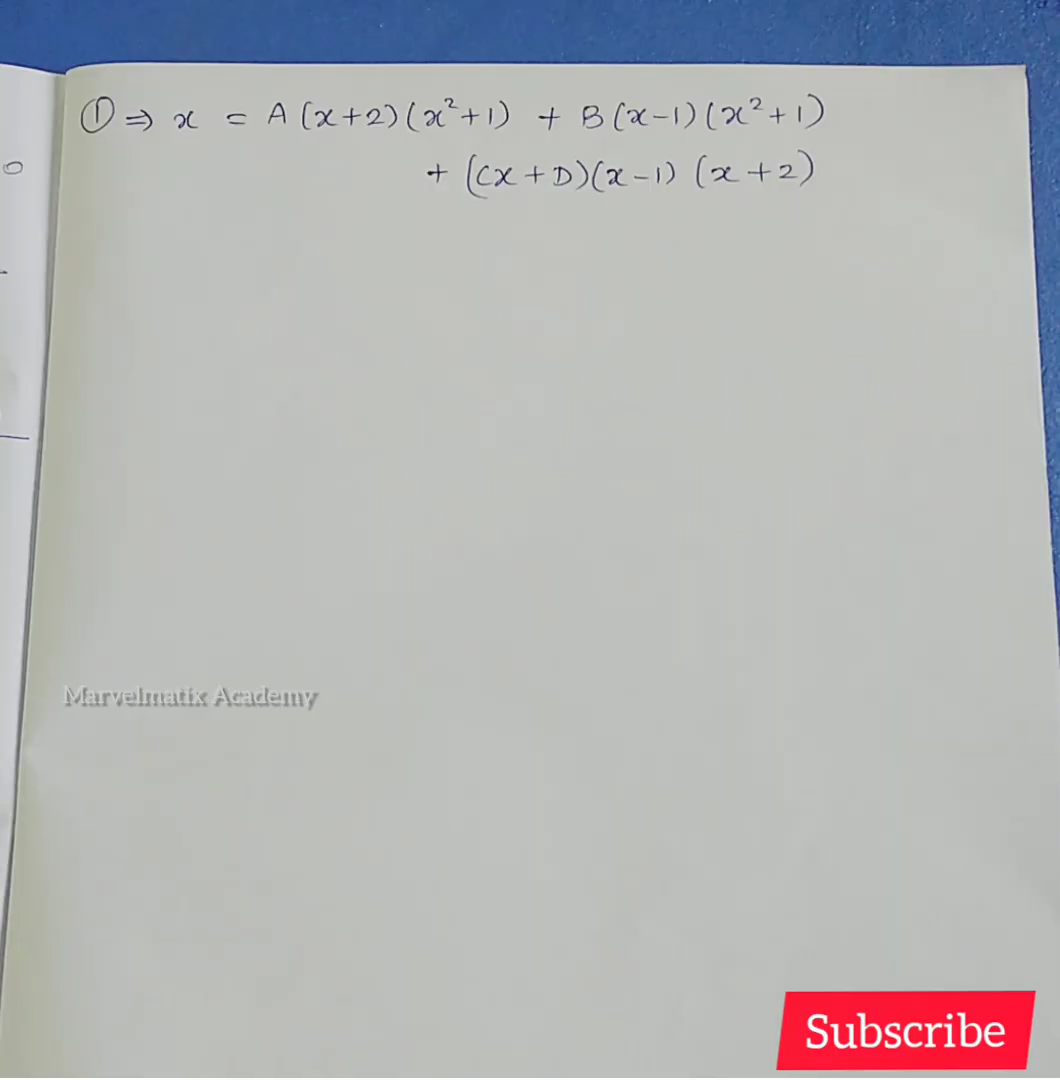 ① ⇒ x = A(x+2)(x²+1) + B(x-1)(x²+1)
+ (Cx+D)(x-1)(x+2)
Marvelmatix Academy
Subscribe